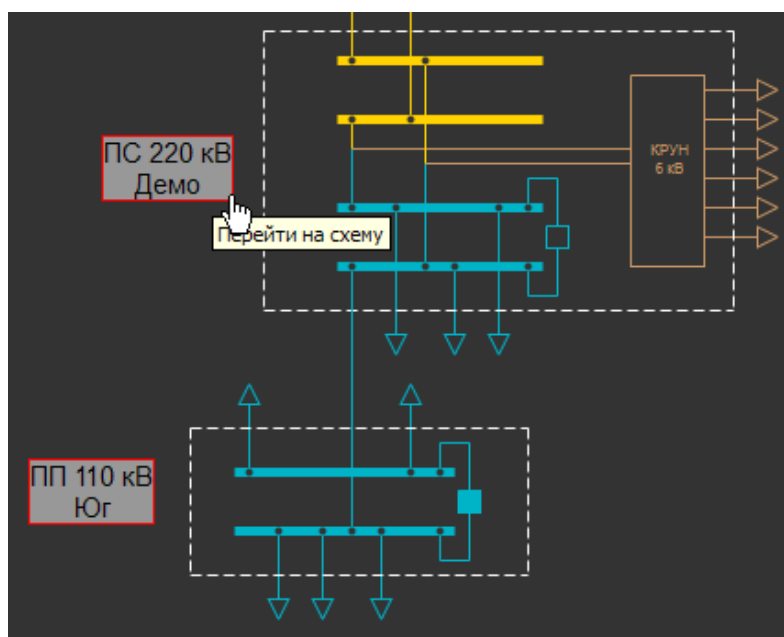 ПС 220 кВ
Демо
Перейти на схему
КРУН
6 кВ
ПП 110 кВ
Юг